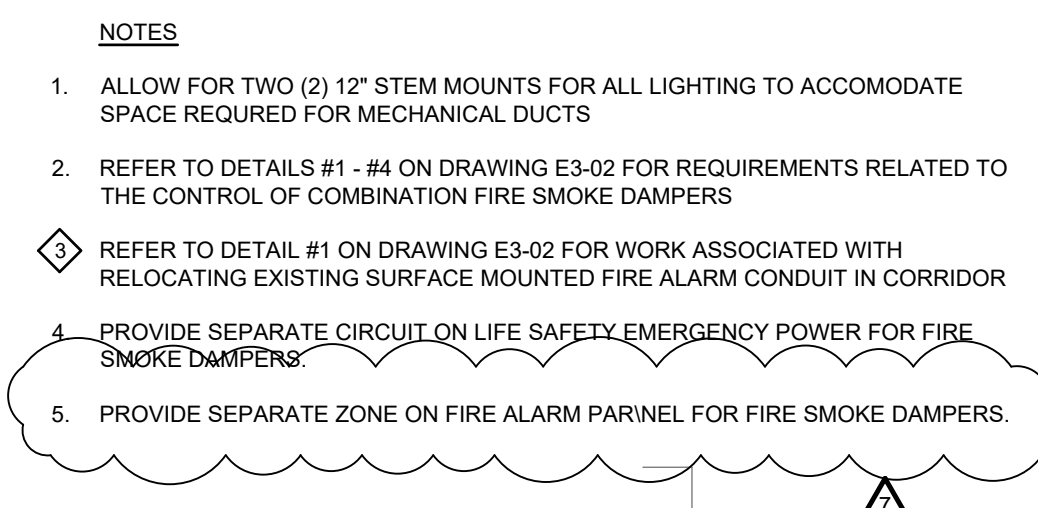 NOTES
1. ALLOW FOR TWO (2) 12" STEM MOUNTS FOR ALL LIGHTING TO ACCOMODATE
SPACE REQURED FOR MECHANICAL DUCTS
2. REFER TO DETAILS #1 - #4 ON DRAWING E3-02 FOR REQUIREMENTS RELATED TO
THE CONTROL OF COMBINATION FIRE SMOKE DAMPERS
3 REFER TO DETAIL #1 ON DRAWING E3-02 FOR WORK ASSOCIATED WITH
RELOCATING EXISTING SURFACE MOUNTED FIRE ALARM CONDUIT IN CORRIDOR
4. PROVIDE SEPARATE CIRCUIT ON LIFE SAFETY EMERGENCY POWER FOR FIRE
SMOKE DAMPERS.
5. PROVIDE SEPARATE ZONE ON FIRE ALARM PAR\NEL FOR FIRE SMOKE DAMPERS.
7